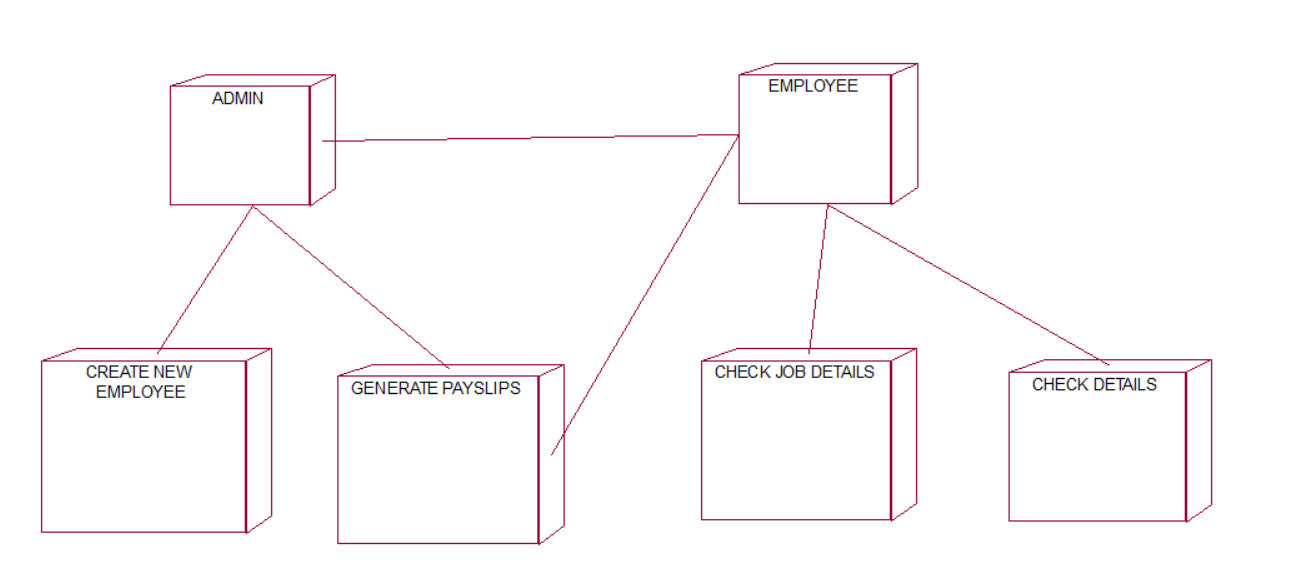 ADMIN
EMPLOYEE
CREATE NEW
EMPLOYEE
GENERATE PAYSLIPS
CHECK JOB DETAILS
CHECK DETAILS